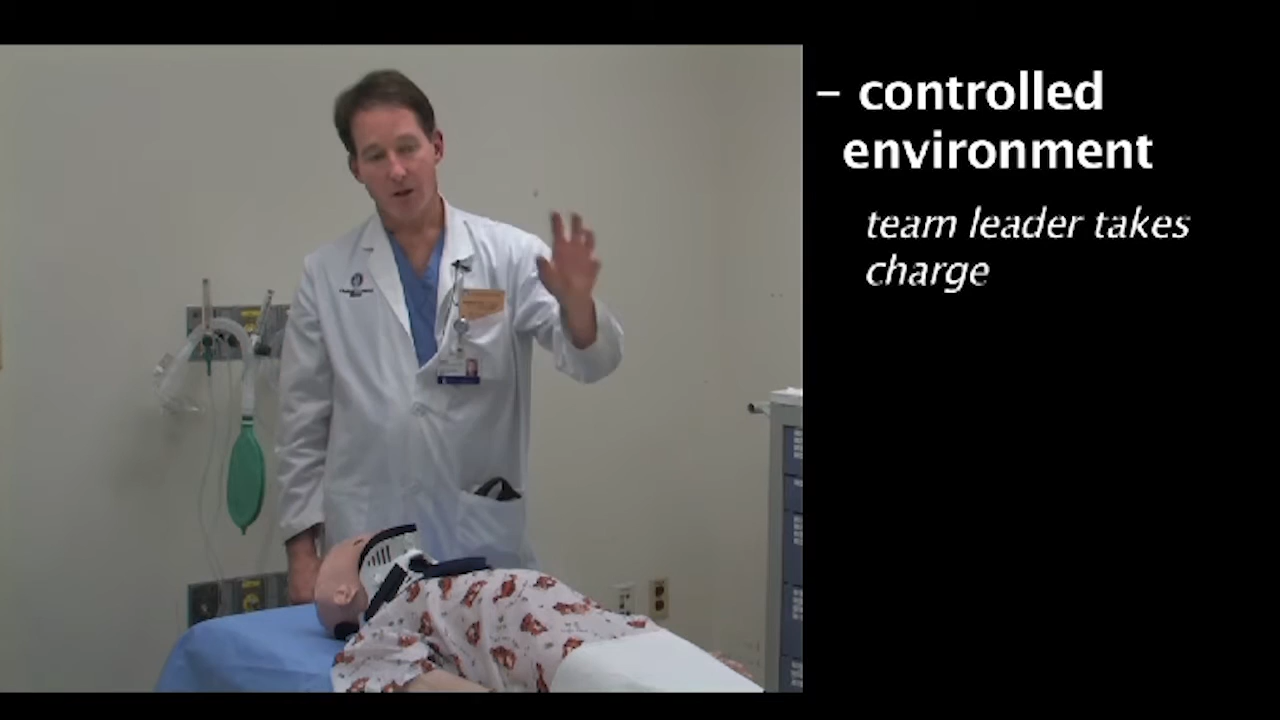 - controlled
environment
team leader takes
charge